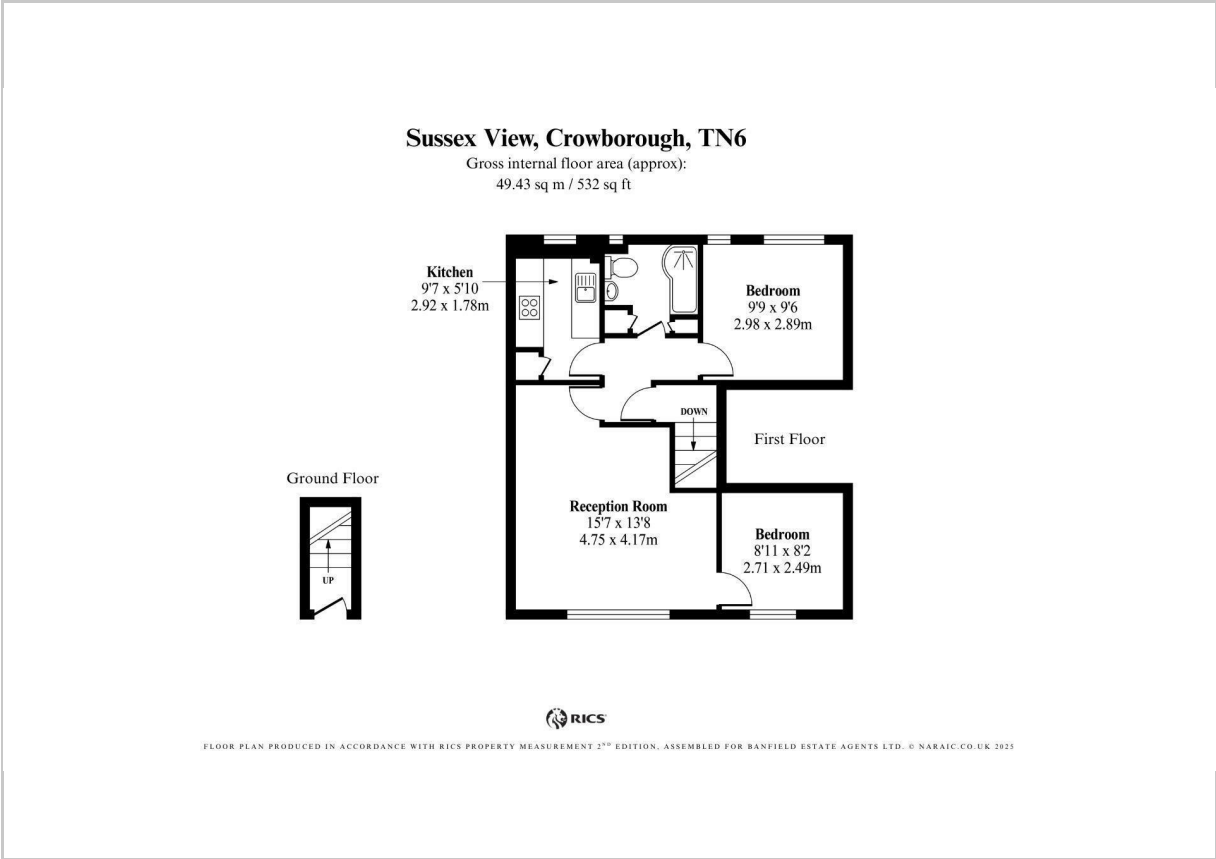 Sussex View, Crowborough, TN6
Gross internal floor area (approx):
49.43 sq m / 532 sq ft
Kitchen
9'7 x 5'10
2.92 x 1.78m
Bedroom
9'9 x 9'6
2.98 x 2.89m
DOWN
First Floor
Ground Floor
UP
Reception Room
15'7 x 13'8
4.75 x 4.17m
Bedroom
8'11 x 8'2
2.71 x 2.49m
RICS
FLOOR PLAN PRODUCED IN ACCORDANCE WITH RICS PROPERTY MEASUREMENT 2ND EDITION, ASSEMBLED FOR BANFIELD ESTATE AGENTS LTD. © NARAIC.CO.UK 2025